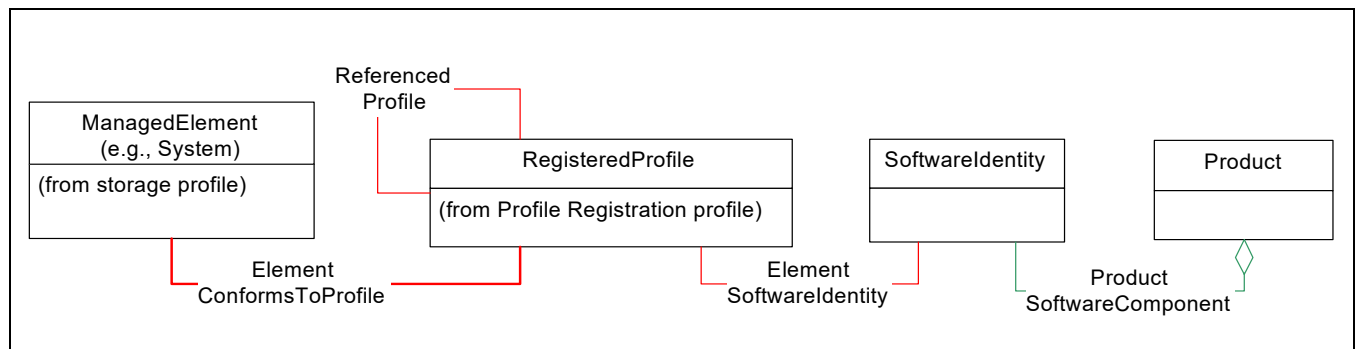 Referenced
Profile
ManagedElement
(e.g., System)
(from storage profile)
RegisteredProfile
(from Profile Registration profile)
SoftwareIdentity
Product
Element
ConformsToProfile
Element
SoftwareIdentity
Product
SoftwareComponent